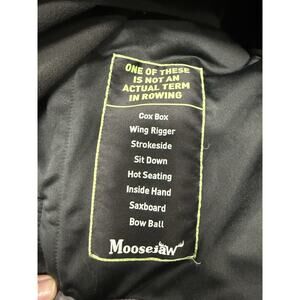 ONE OF THESE
IS NOT AN
ACTUAL TERM
IN ROWING
Cox Box
Wing Rigger
Strokeside
Sit Down
Hot Seating
Inside Hand
Saxboard
Bow Ball
Moosejaw